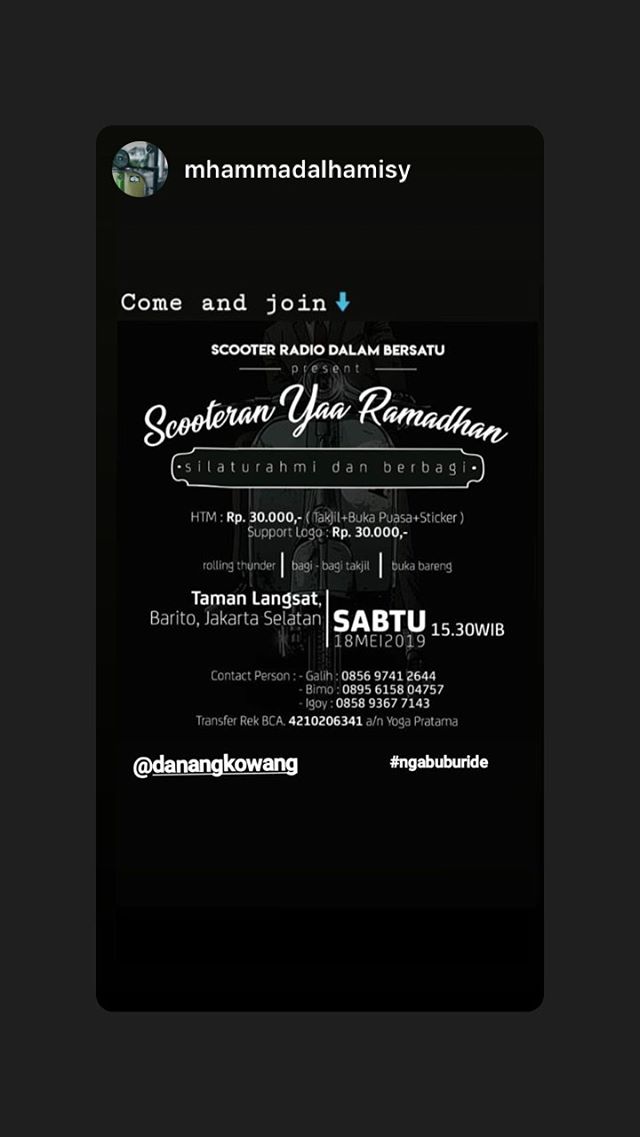 mhammadalhamisy
Come and join
SCOOTER RADIO DALAM BERSATU
present
Scooteran Yaa Ramadhan
silaturahmi dan berbagi
HTM : Rp. 30.000,- ( Takjil+Buka Puasa+Sticker )
Support Logo : Rp. 30.000,-
rolling thunder | bagi - bagi takjil | buka bareng
Taman Langsat,
Barito, Jakarta Selatan
SABTU
18MEI2019
15.30WIB
Contact Person : - Galih : 0856 9741 2644
- Bimo : 0895 6158 04757
- Igoy : 0858 9367 7143
Transfer Rek BCA. 4210206341 a/n Yoga Pratama
@danangkowang
#ngabuburide